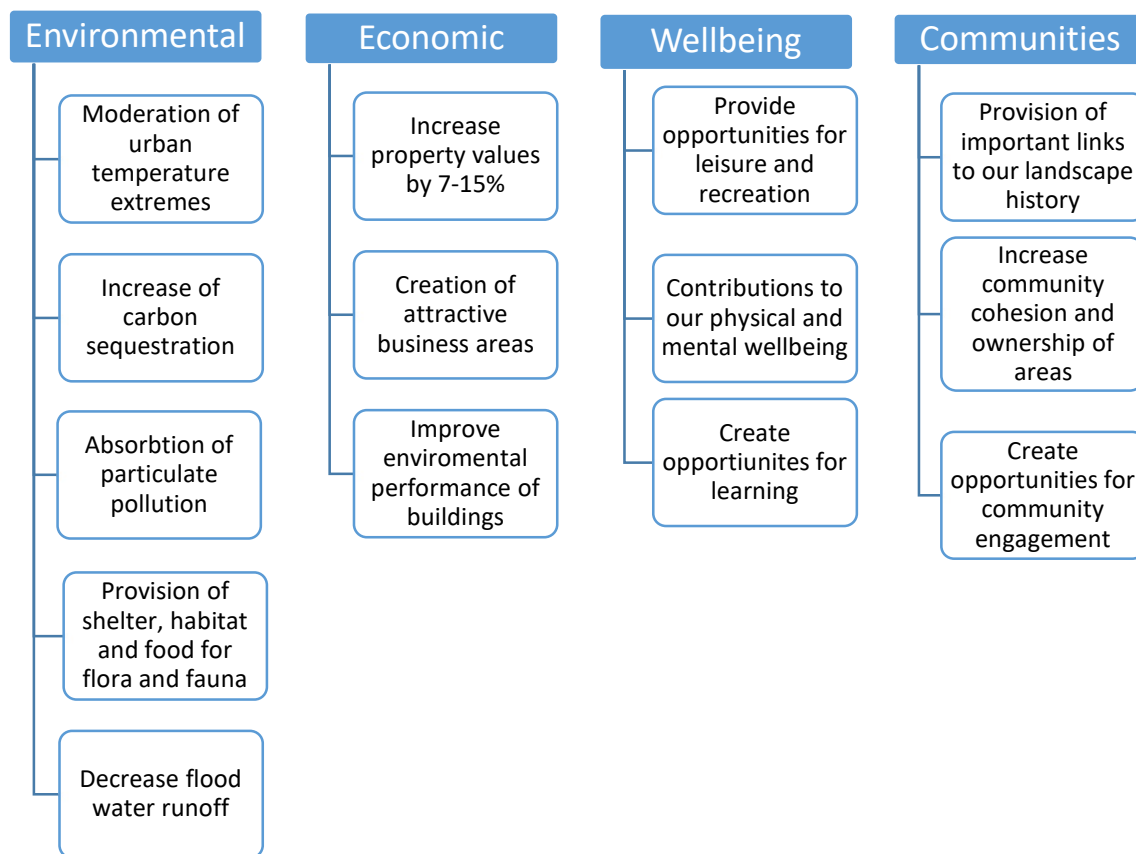 Environmental
Moderation of
urban
temperature
extremes
Increase of
carbon
sequestration
Absorbtion of
particulate
pollution
Provision of
shelter, habitat
and food for
flora and fauna
Decrease flood
water runoff
Economic
Increase
property values
by 7-15%
Creation of
attractive
business areas
Improve
enviromental
performance of
buildings
Wellbeing
Provide
opportunities for
leisure and
recreation
Contributions to
our physical and
mental wellbeing
Create
opportiunites for
learning
Communities
Provision of
important links
to our landscape
history
Increase
community
cohesion and
ownership of
areas
Create
opportunities for
community
engagement